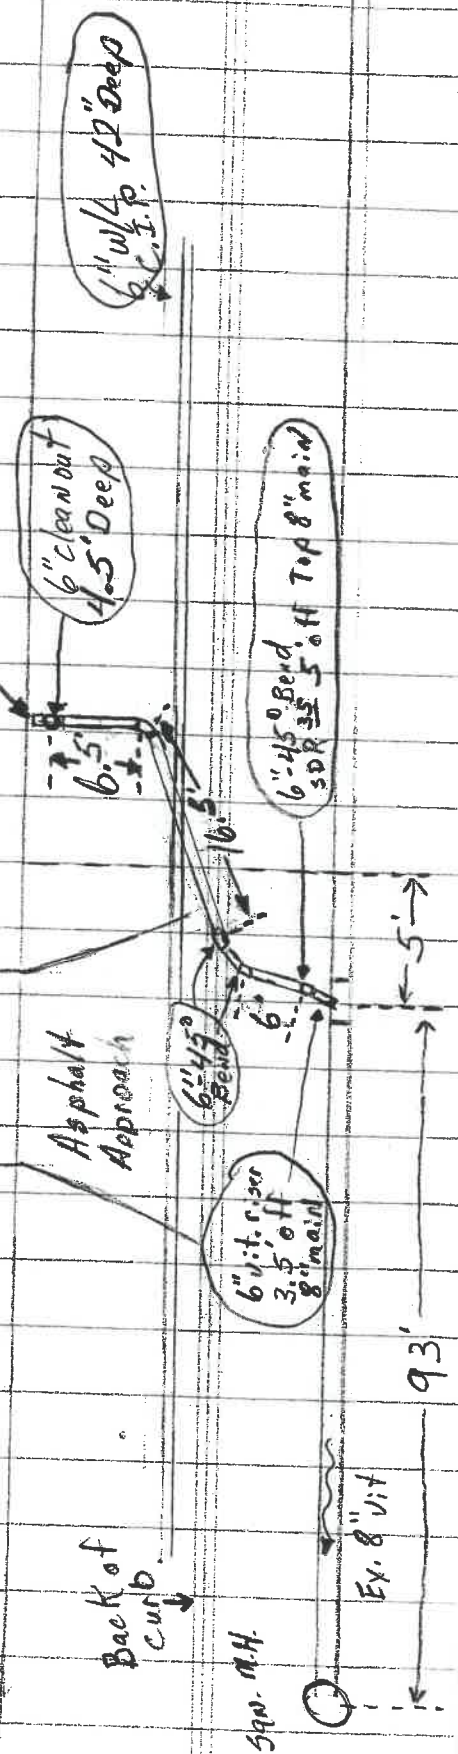 6" W/L 42" Deep
C.I.P.
6" cleanout
4.5' Deep
6.5'
16.5'
6"-45° Bend
SDR 35 5' off Top 8" main
6"-45°
Bend
6'
5'
Asphalt
Approach
6" vit. riser
3.5' off
8" main
93'
Back of
curb
San. M.H.
Ex. 8" vit